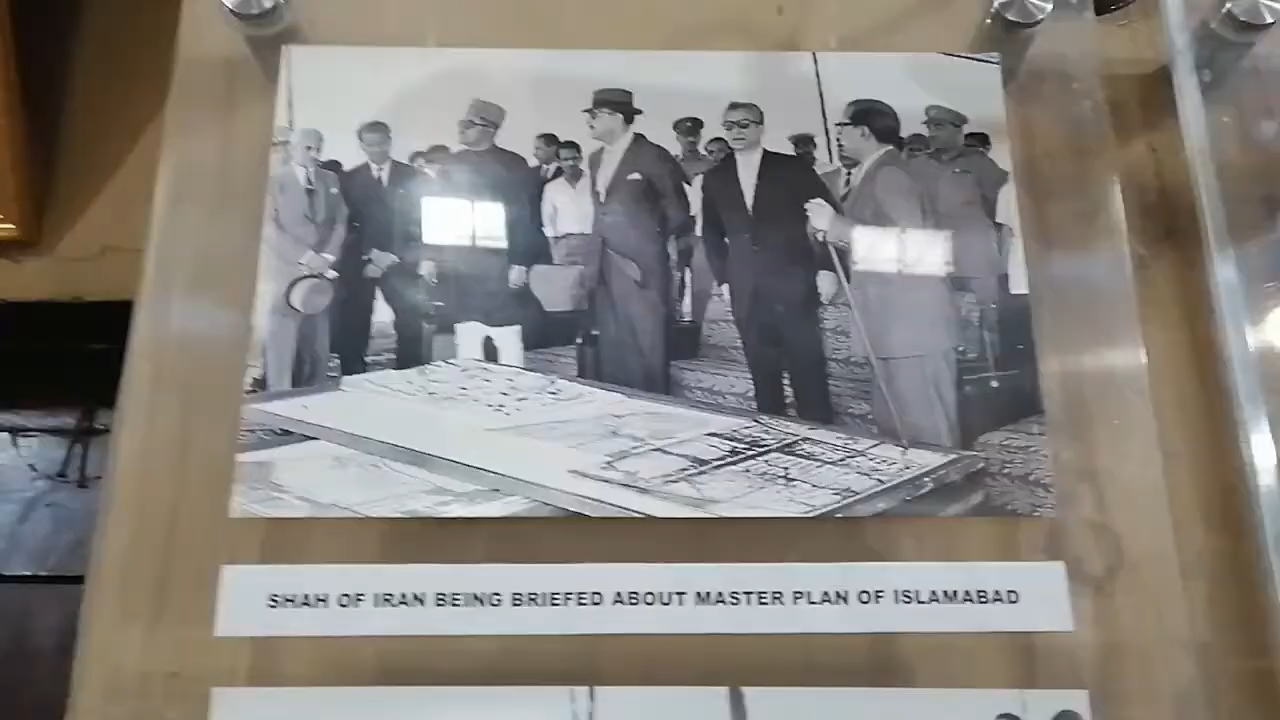 SHAH OF IRAN BEING BRIEFED ABOUT MASTER PLAN OF ISLAMABAD